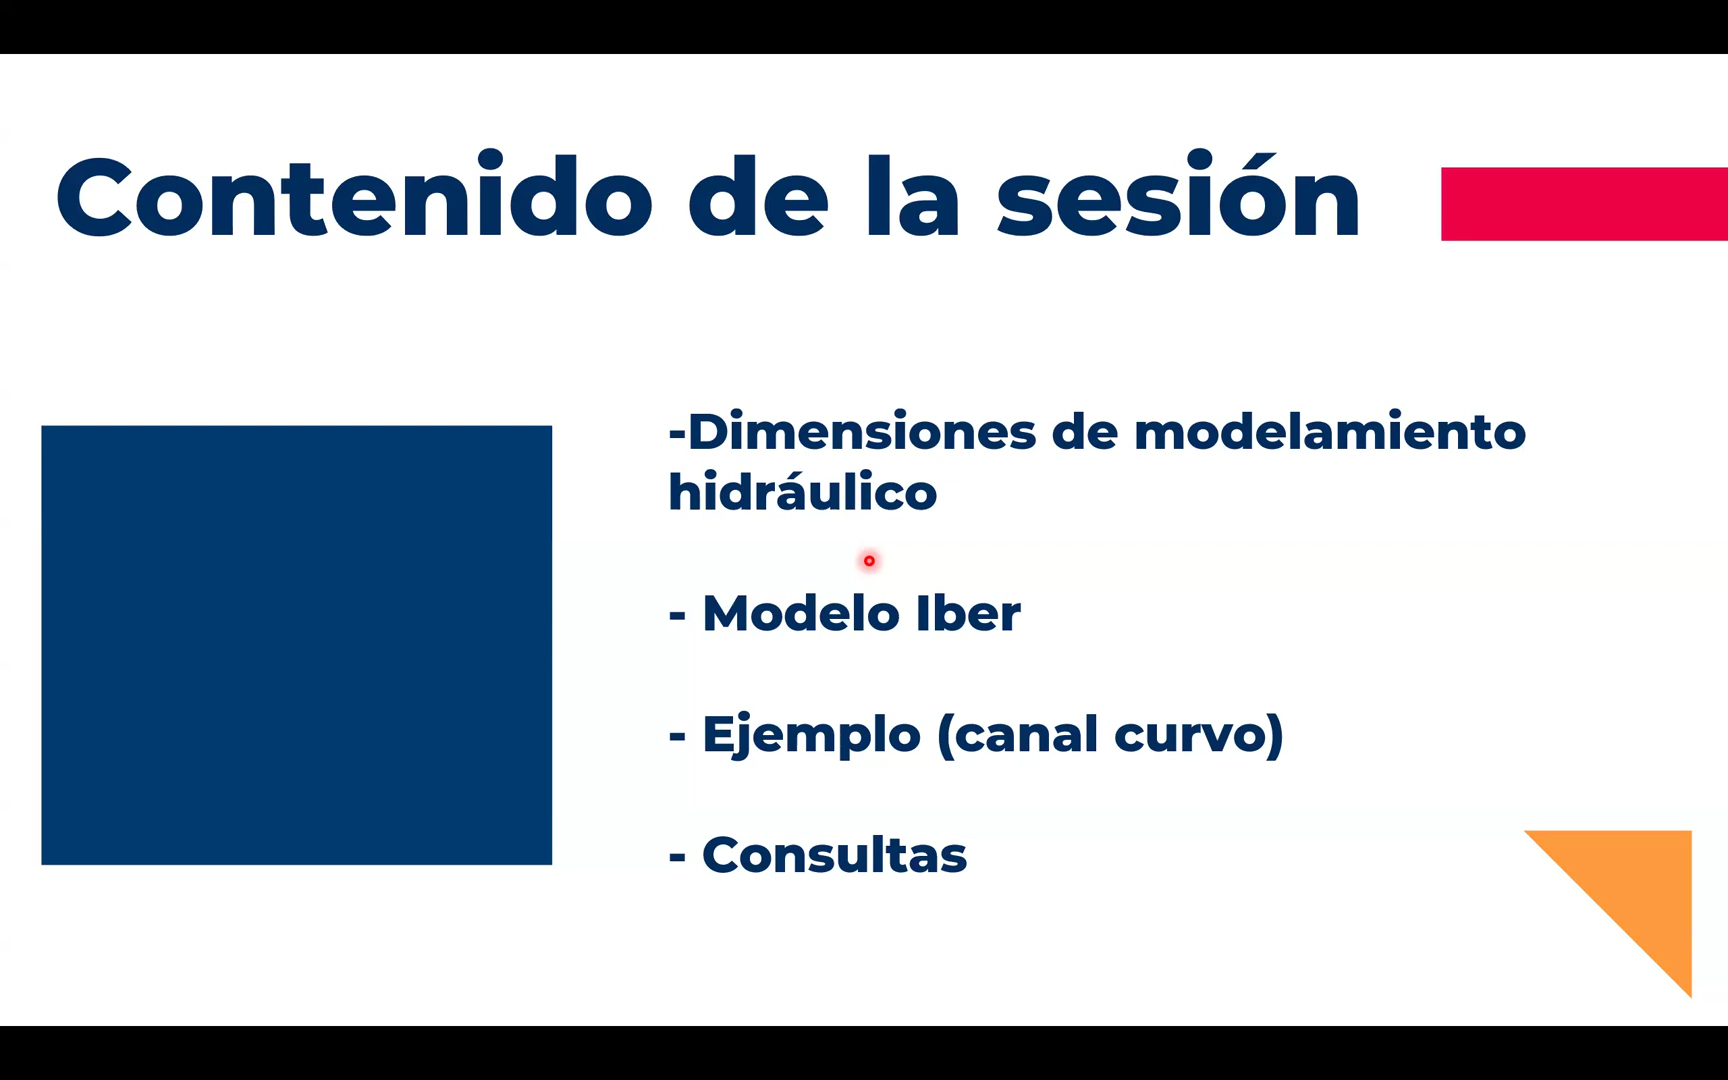 Contenido de la sesión
-Dimensiones de modelamiento
hidráulico
- Modelo Iber
- Ejemplo (canal curvo)
- Consultas